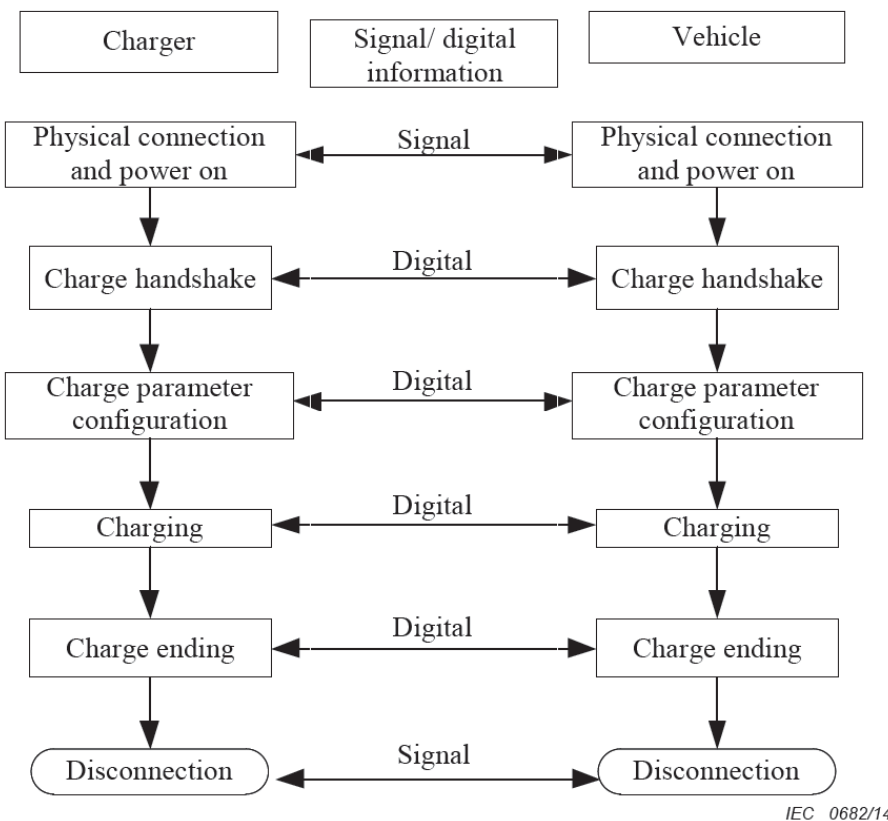 Charger
Signal/ digital
information
Vehicle
Physical connection
and power on
Signal
Physical connection
and power on
Charge handshake
Digital
Charge handshake
Charge parameter
configuration
Digital
Charge parameter
configuration
Charging
Digital
Charging
Charge ending
Digital
Charge ending
Disconnection
Signal
Disconnection
IEC 0682/14